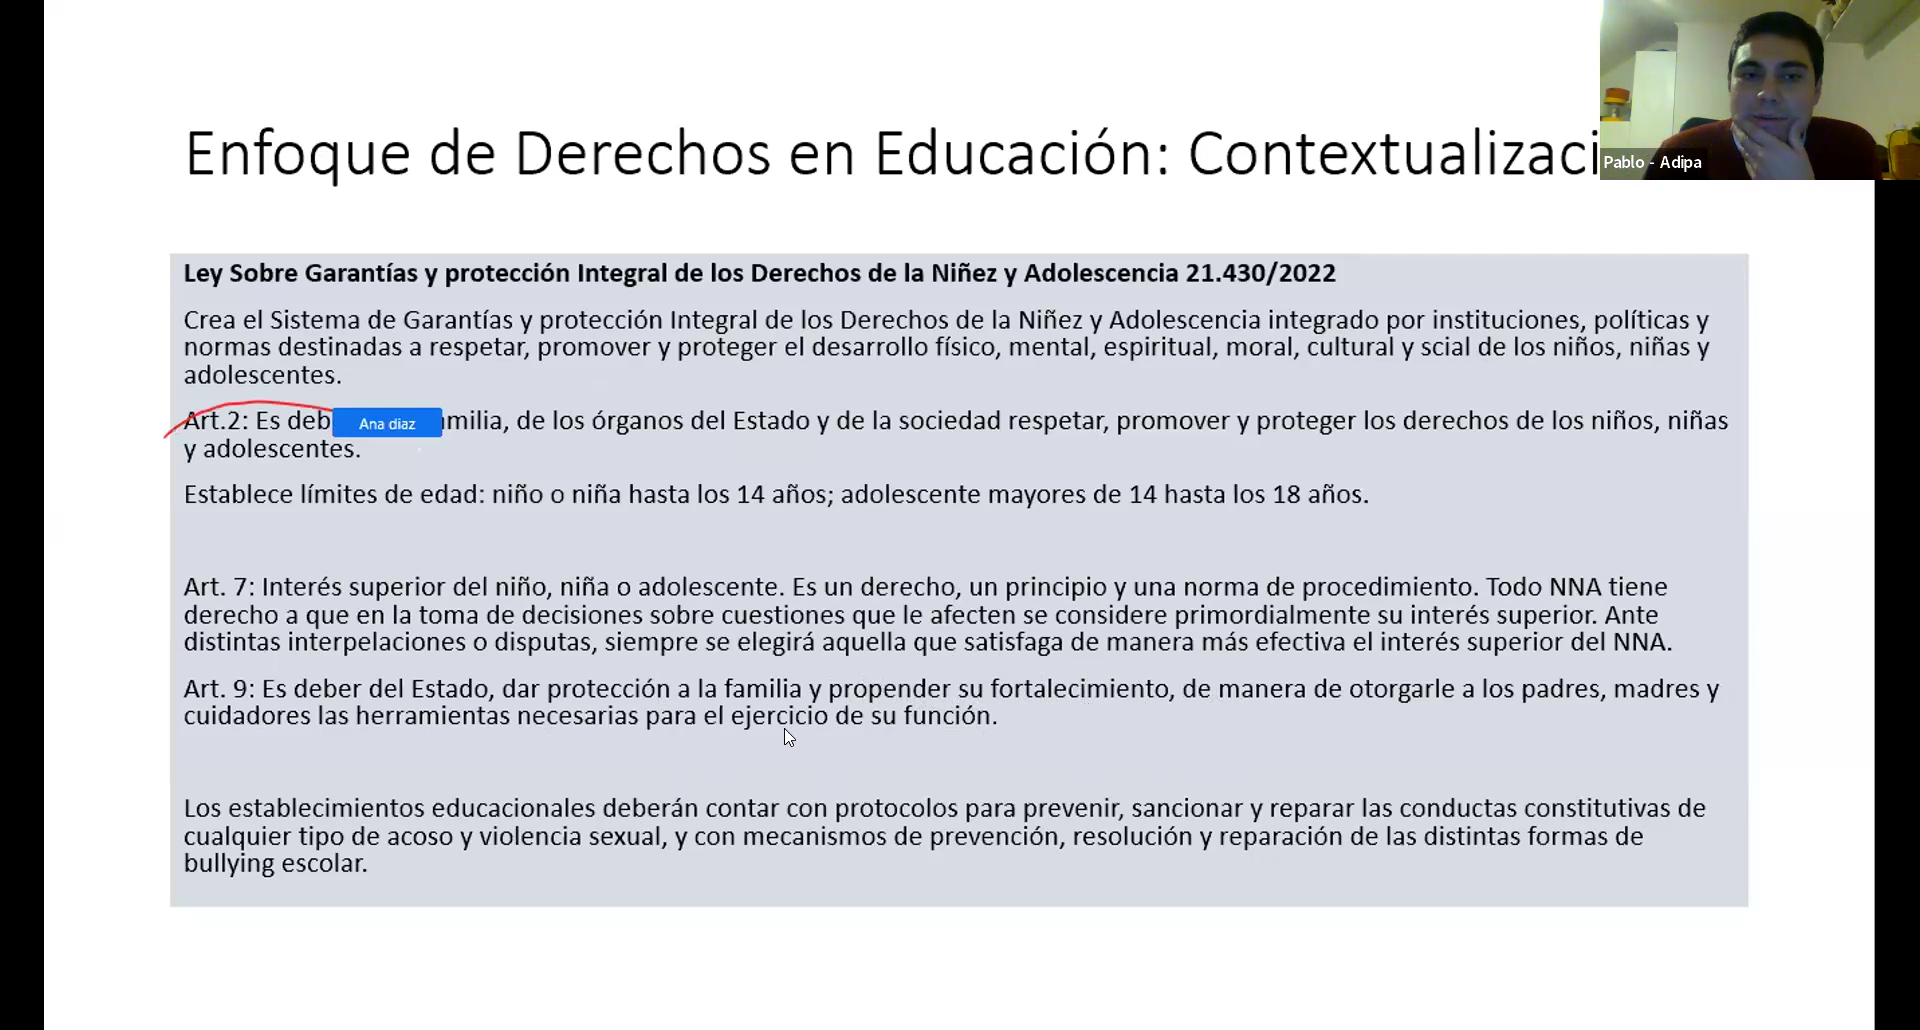 Enfoque de Derechos en Educación: Contextualizaci
Pablo - Adipa
Ley Sobre Garantías y protección Integral de los Derechos de la Niñez y Adolescencia 21.430/2022
Crea el Sistema de Garantías y protección Integral de los Derechos de la Niñez y Adolescencia integrado por instituciones, políticas y
normas destinadas a respetar, promover y proteger el desarrollo físico, mental, espiritual, moral, cultural y scial de los niños, niñas y
adolescentes.
Art.2: Es deb Ana diaz milia, de los órganos del Estado y de la sociedad respetar, promover y proteger los derechos de los niños, niñas
y adolescentes.
Establece límites de edad: niño o niña hasta los 14 años; adolescente mayores de 14 hasta los 18 años.
Art. 7: Interés superior del niño, niña o adolescente. Es un derecho, un principio y una norma de procedimiento. Todo NNA tiene
derecho a que en la toma de decisiones sobre cuestiones que le afecten se considere primordialmente su interés superior. Ante
distintas interpelaciones o disputas, siempre se elegirá aquella que satisfaga de manera más efectiva el interés superior del NNA.
Art. 9: Es deber del Estado, dar protección a la familia y propender su fortalecimiento, de manera de otorgarle a los padres, madres y
cuidadores las herramientas necesarias para el ejercicio de su función.
Los establecimientos educacionales deberán contar con protocolos para prevenir, sancionar y reparar las conductas constitutivas de
cualquier tipo de acoso y violencia sexual, y con mecanismos de prevención, resolución y reparación de las distintas formas de
bullying escolar.